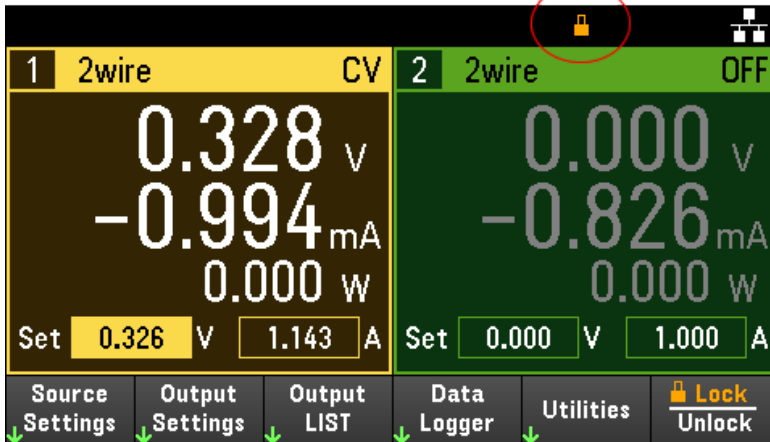 1 2wire CV
0.328 V
-0.994 mA
0.000 W
Set 0.326 V 1.143 A
2 2wire OFF
0.000 V
-0.826 mA
0.000 W
Set 0.000 V 1.000 A
Source Settings
Output Settings
Output LIST
Data Logger
Utilities
Lock
Unlock